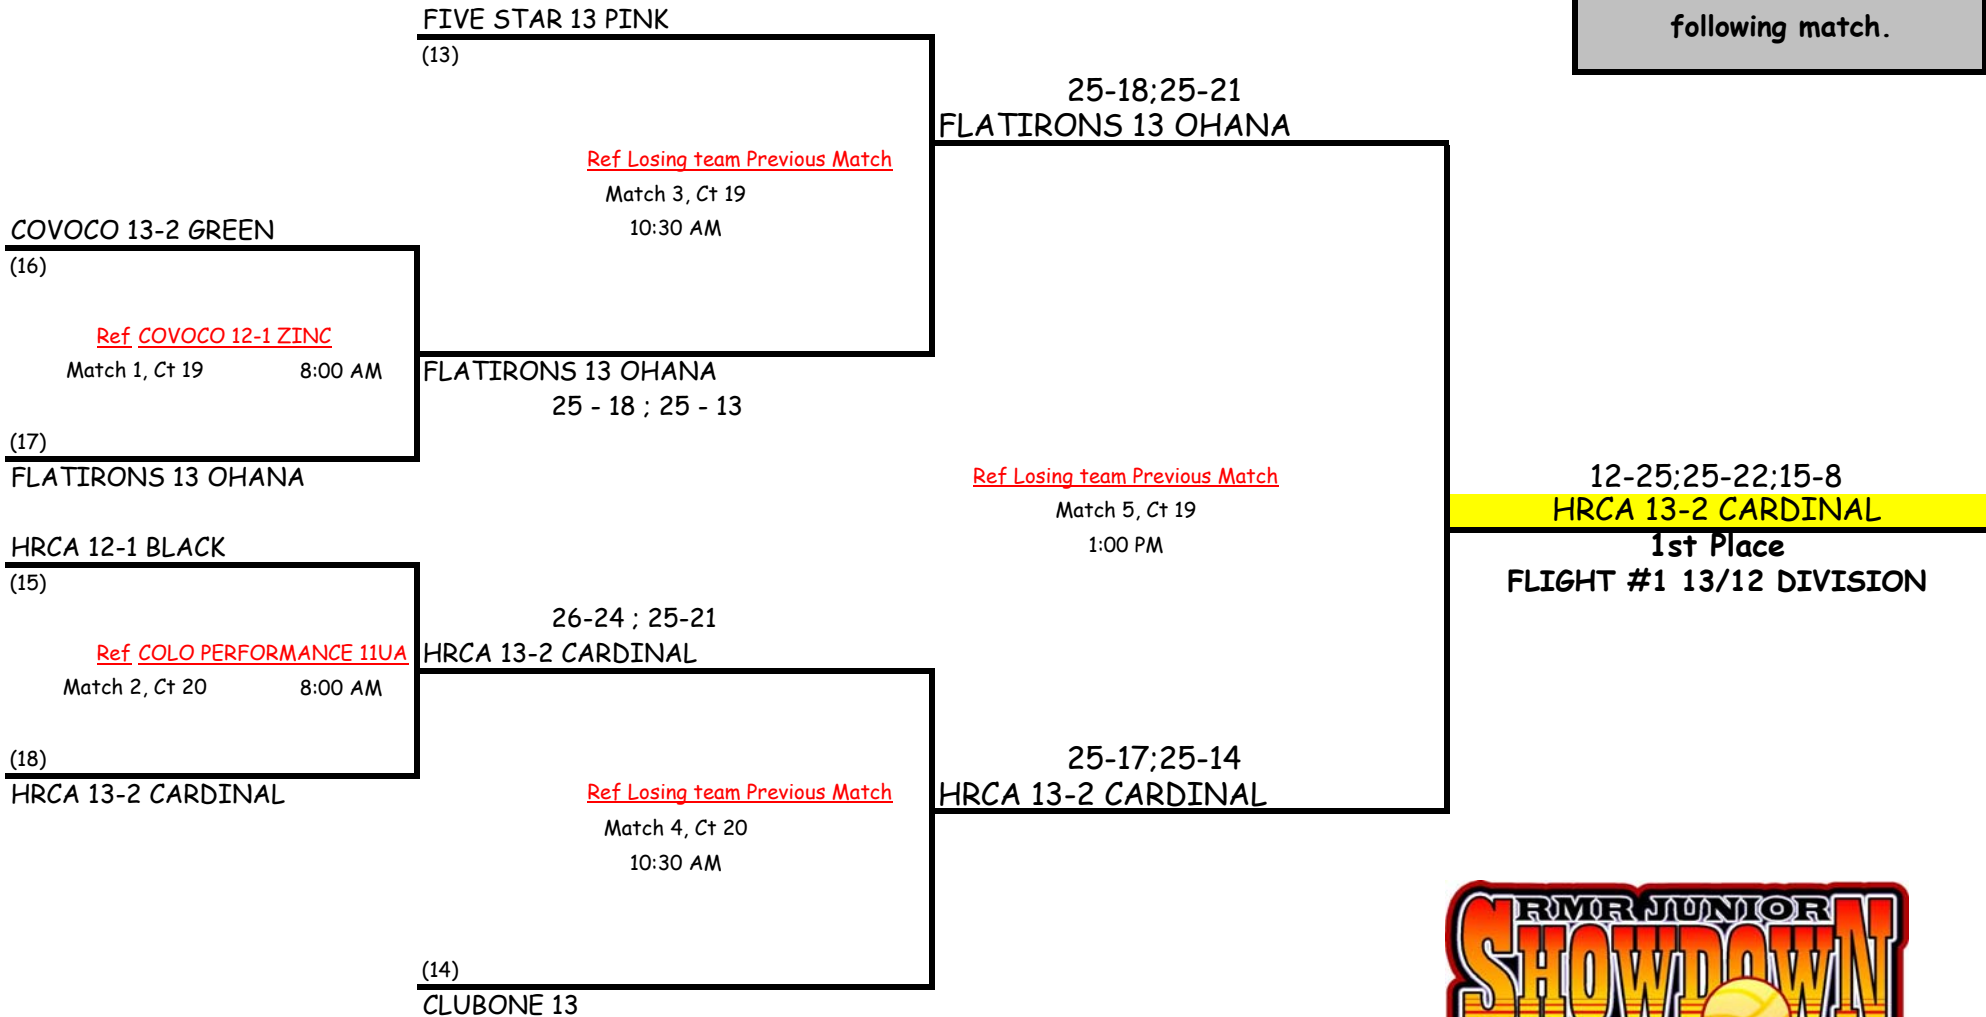 following match.
FIVE STAR 13 PINK
(13)
25-18;25-21
FLATIRONS 13 OHANA
Ref Losing team Previous Match
Match 3, Ct 19
10:30 AM
COVOCO 13-2 GREEN
(16)
Ref COVOCO 12-1 ZINC
Match 1, Ct 19 8:00 AM
FLATIRONS 13 OHANA
25 - 18 ; 25 - 13
(17)
FLATIRONS 13 OHANA
Ref Losing team Previous Match
Match 5, Ct 19
1:00 PM
12-25;25-22;15-8
HRCA 13-2 CARDINAL
1st Place
FLIGHT #1 13/12 DIVISION
HRCA 12-1 BLACK
(15)
26-24 ; 25-21
Ref COLO PERFORMANCE 11UA
HRCA 13-2 CARDINAL
Match 2, Ct 20 8:00 AM
(18)
HRCA 13-2 CARDINAL
25-17;25-14
HRCA 13-2 CARDINAL
Ref Losing team Previous Match
Match 4, Ct 20
10:30 AM
(14)
CLUBONE 13
RMR JUNIOR
SHOWDOWN